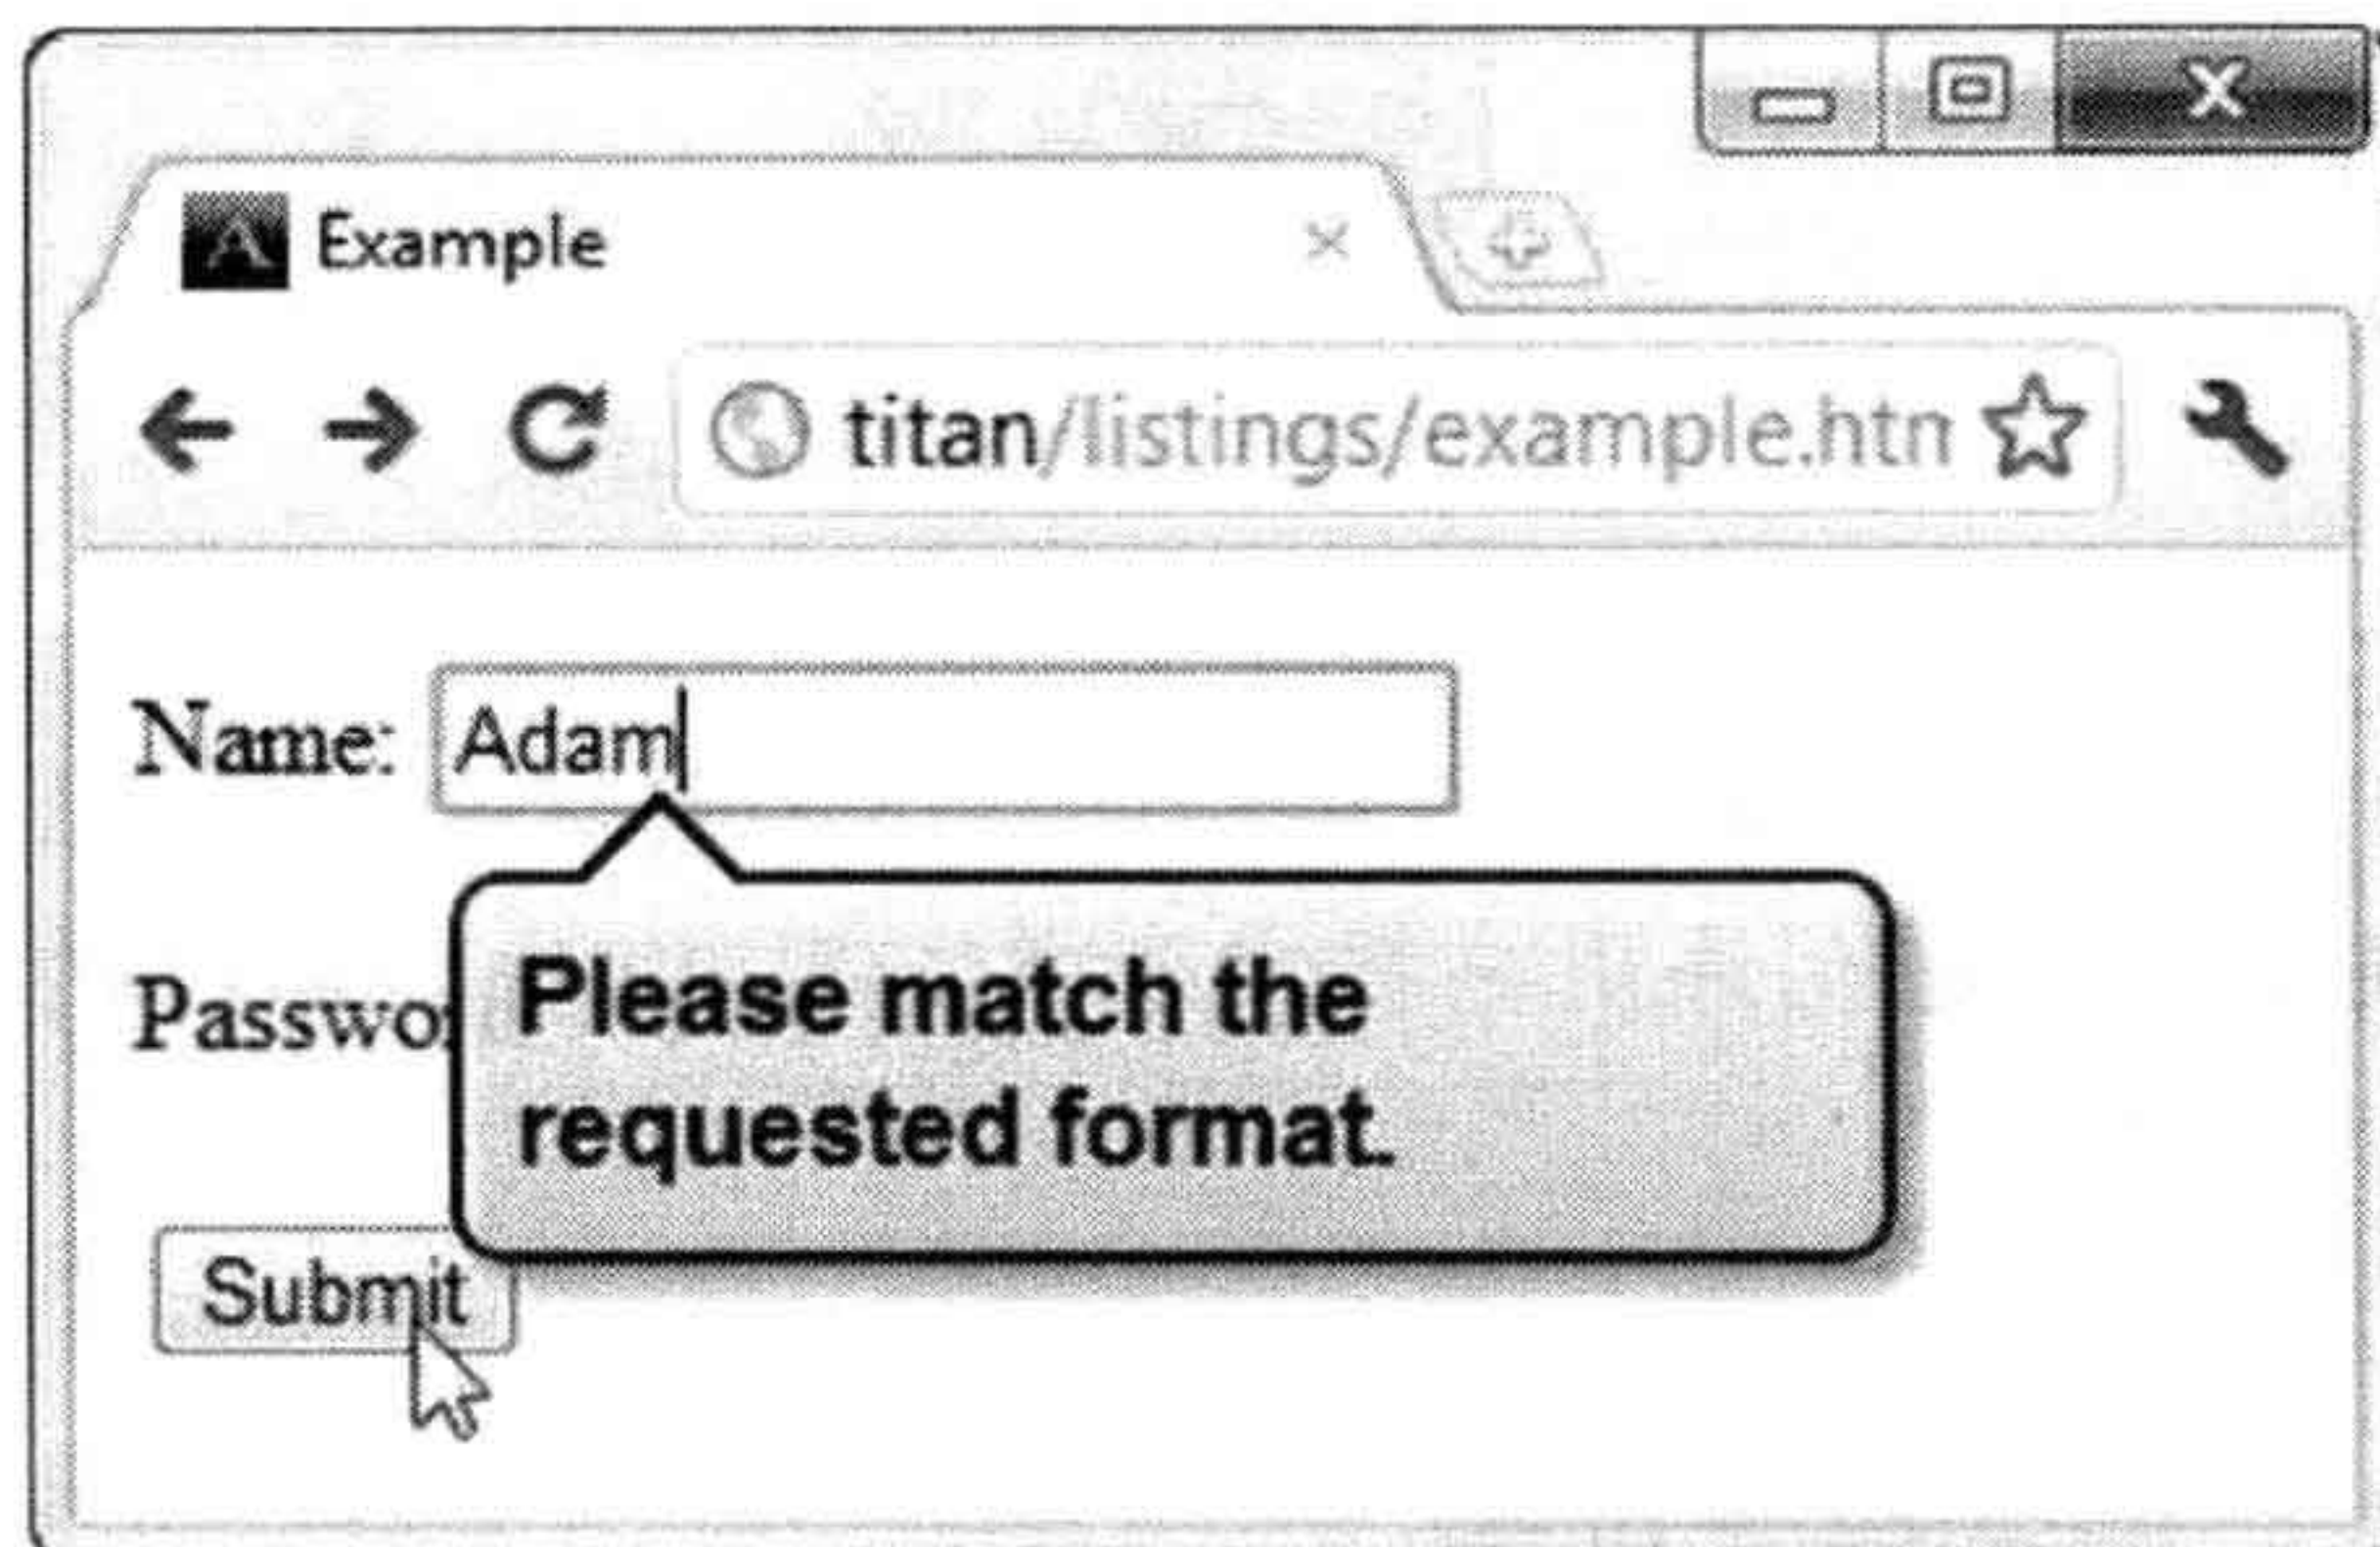 A Example
titan/listings/example.htn
Name: Adam
Please match the
requested format.
Passwo
Submit